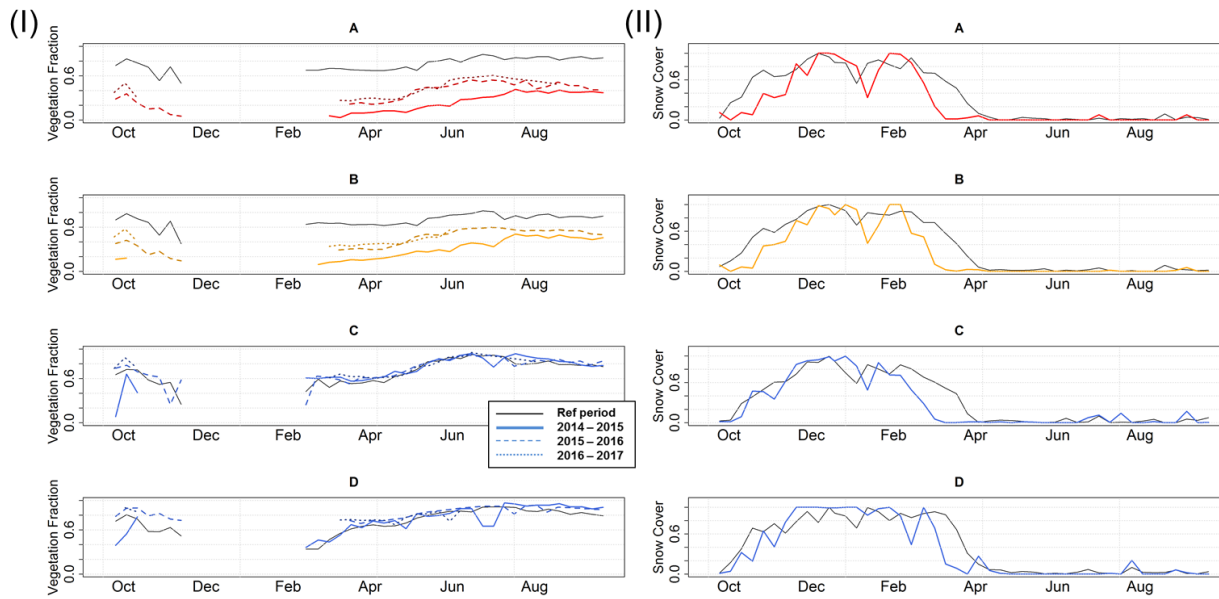 (I)
A
Vegetation Fraction
0.0 0.6
Oct Dec Feb Apr Jun Aug
B
Vegetation Fraction
0.0 0.6
Oct Dec Feb Apr Jun Aug
C
Vegetation Fraction
0.0 0.6
Oct Dec Feb Apr Jun Aug
Ref period
2014 – 2015
2015 – 2016
2016 – 2017
D
Vegetation Fraction
0.0 0.6
Oct Dec Feb Apr Jun Aug
(II)
A
Snow Cover
0.0 0.6
Oct Dec Feb Apr Jun Aug
B
Snow Cover
0.0 0.6
Oct Dec Feb Apr Jun Aug
C
Snow Cover
0.0 0.6
Oct Dec Feb Apr Jun Aug
D
Snow Cover
0.0 0.6
Oct Dec Feb Apr Jun Aug